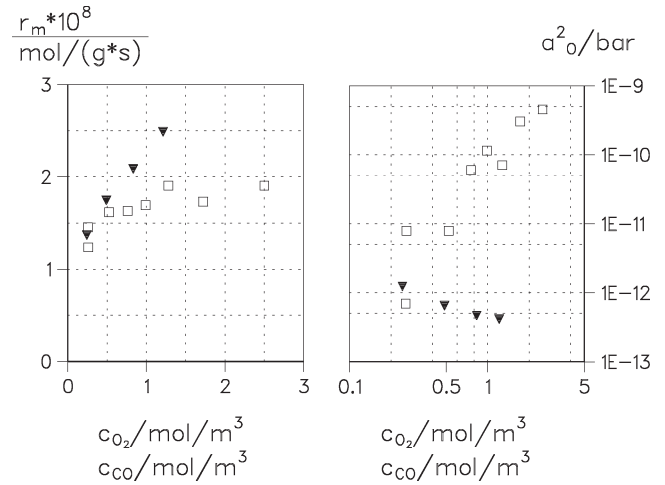 r_m*10^8
mol/(g*s)
a^2_0/bar
3
2
1
0
0 1 2 3
1E-9
1E-10
1E-11
1E-12
1E-13
0.1 0.5 1 5
c_O₂/mol/m^3
c_CO/mol/m^3
c_O₂/mol/m^3
c_CO/mol/m^3